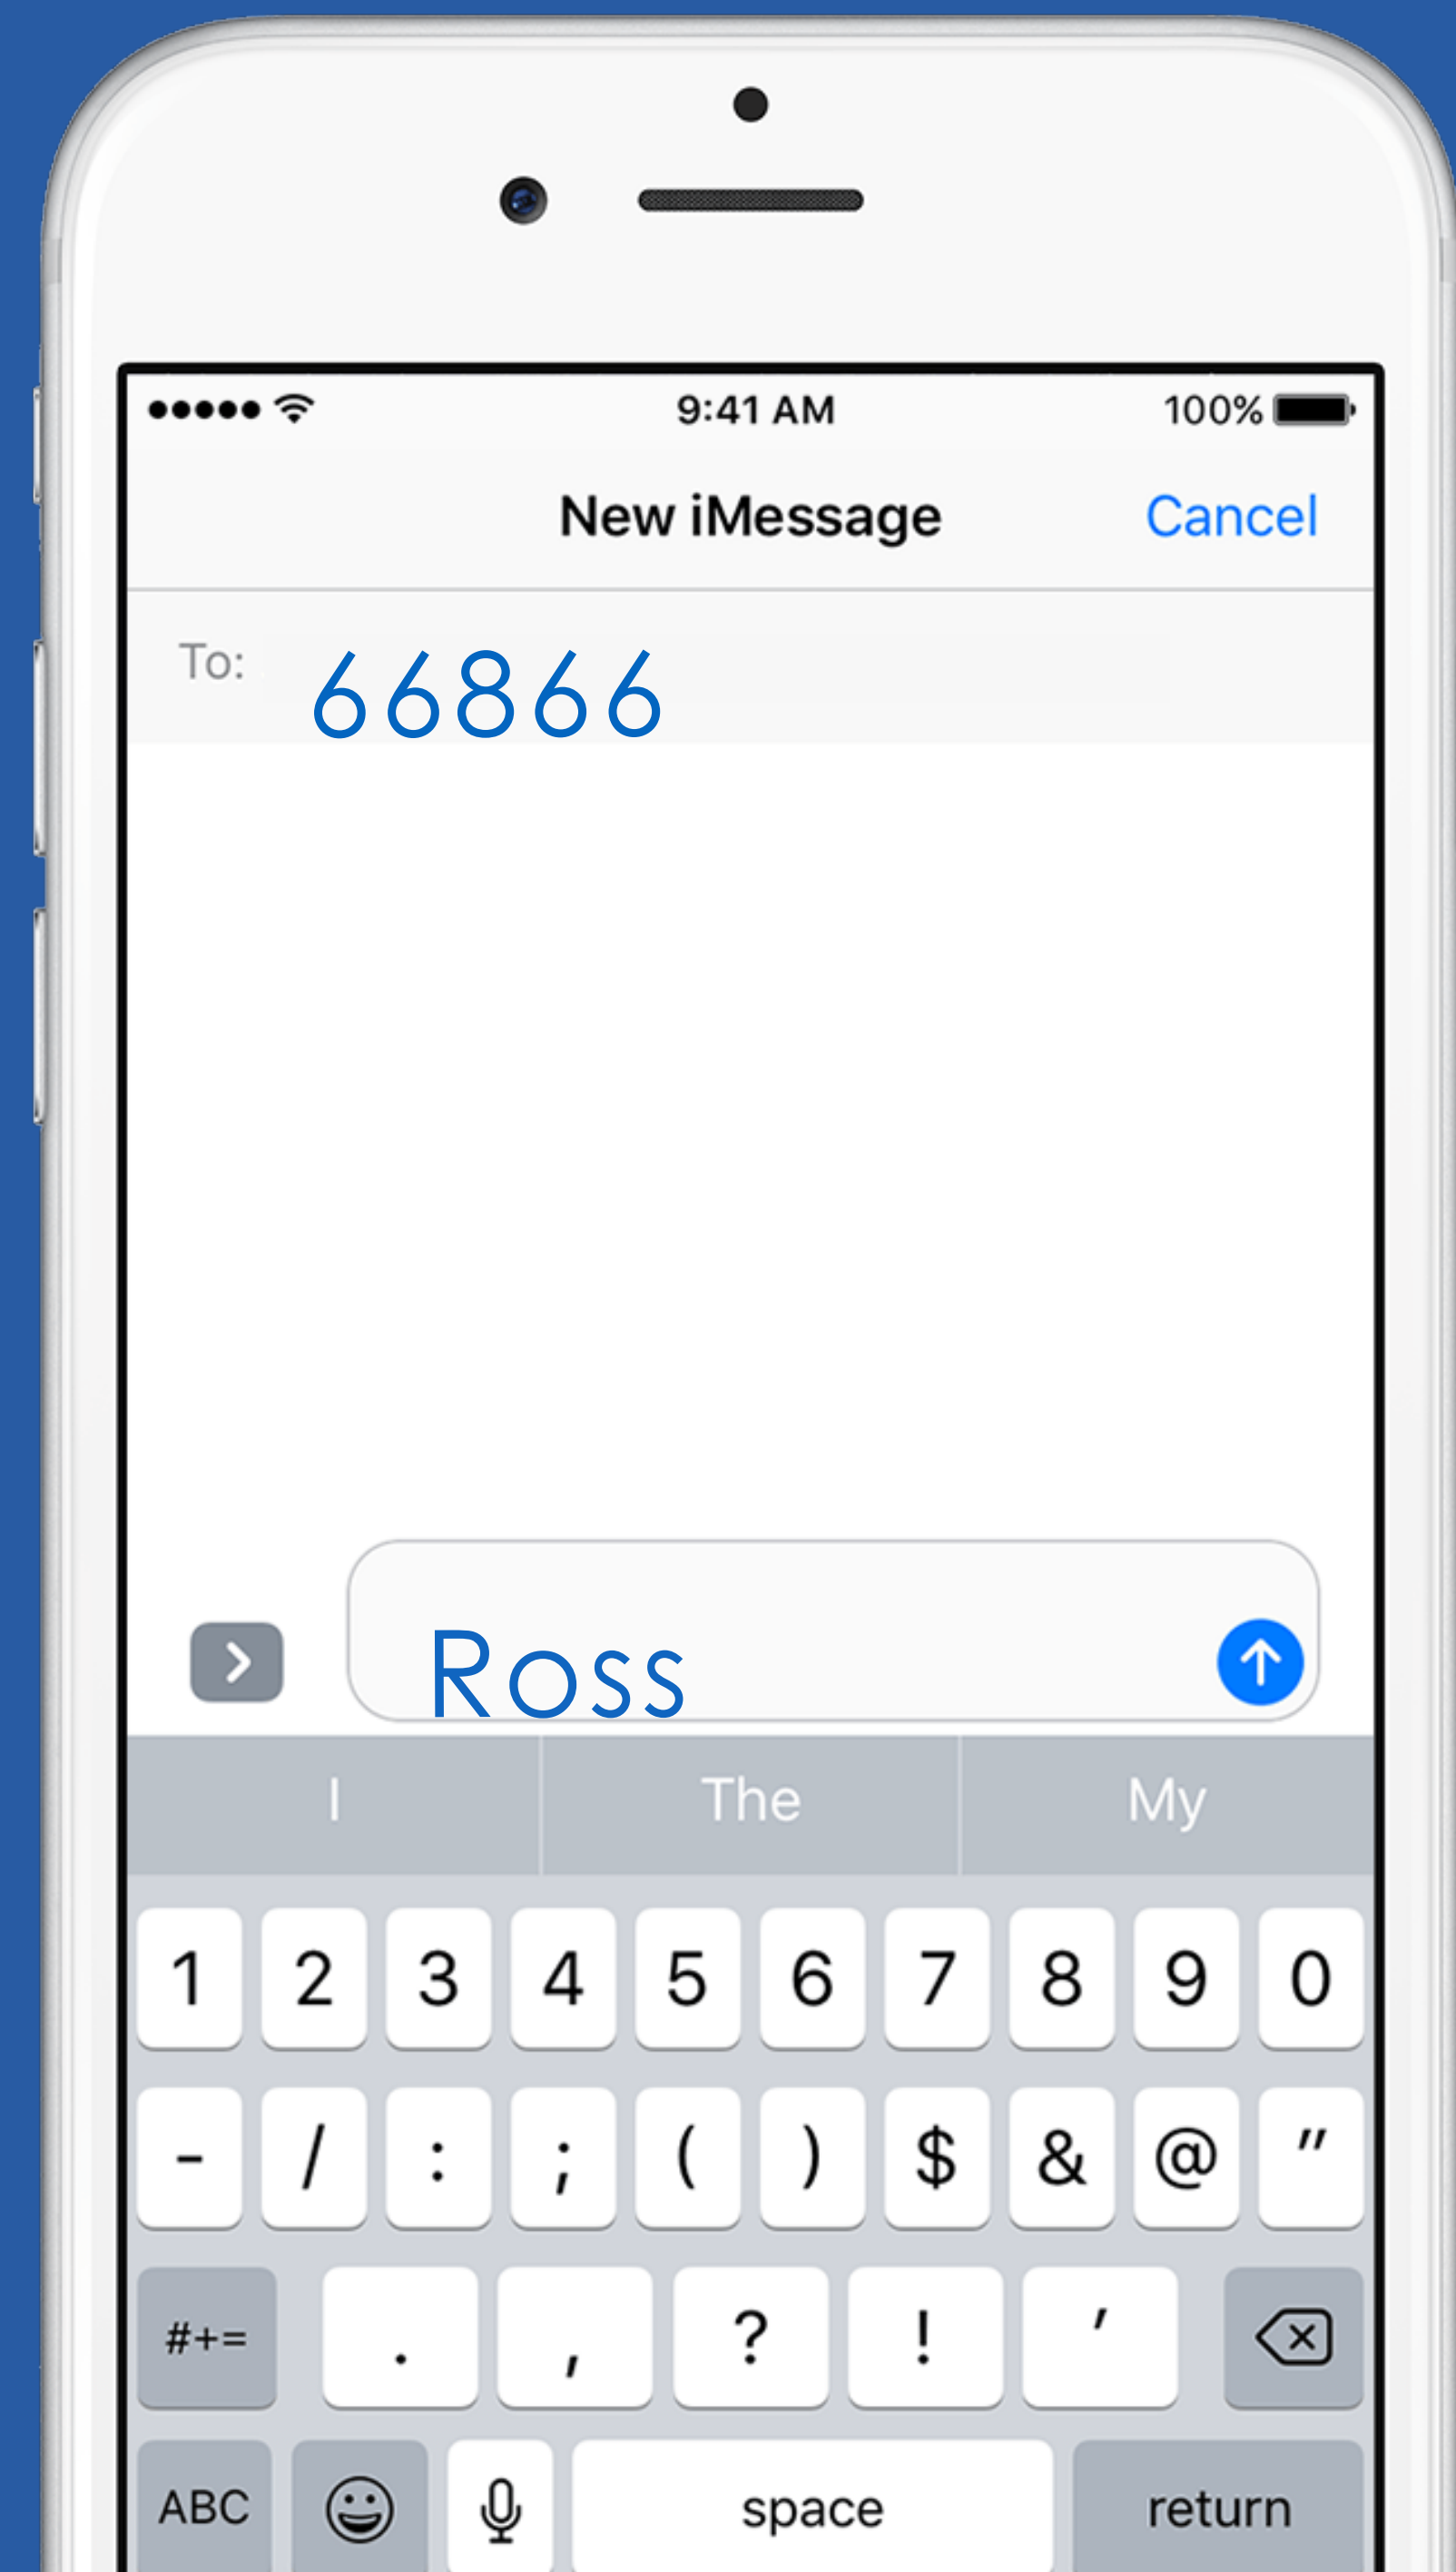 9:41 AM 100%
New iMessage Cancel
To: 66866
Ross
I The My
1 2 3 4 5 6 7 8 9 0
- / : ; ( ) $ & @ "
#+= . , ? ! '
ABC space return